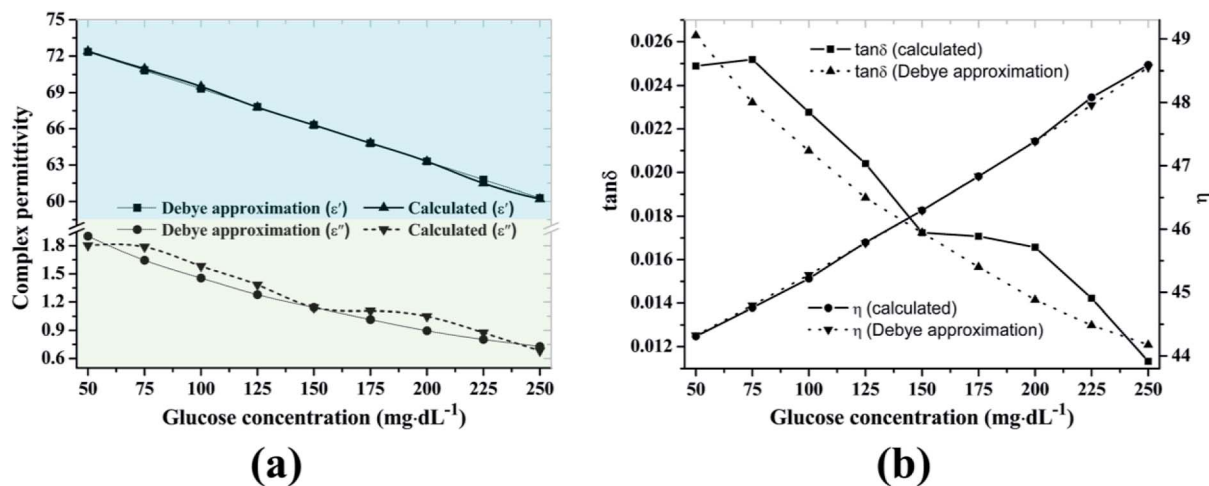 75
72
69
66
63
60
1.8
1.5
1.2
0.9
0.6
Complex permittivity
Debye approximation (ε′) Calculated (ε′)
Debye approximation (ε″) Calculated (ε″)
50 75 100 125 150 175 200 225 250
Glucose concentration (mg·dL⁻¹)
(a)
0.026
0.024
0.022
0.020
0.018
0.016
0.014
0.012
tanδ
tanδ (calculated)
tanδ (Debye approximation)
η (calculated)
η (Debye approximation)
49
48
47
46
45
44
η
50 75 100 125 150 175 200 225 250
Glucose concentration (mg·dL⁻¹)
(b)